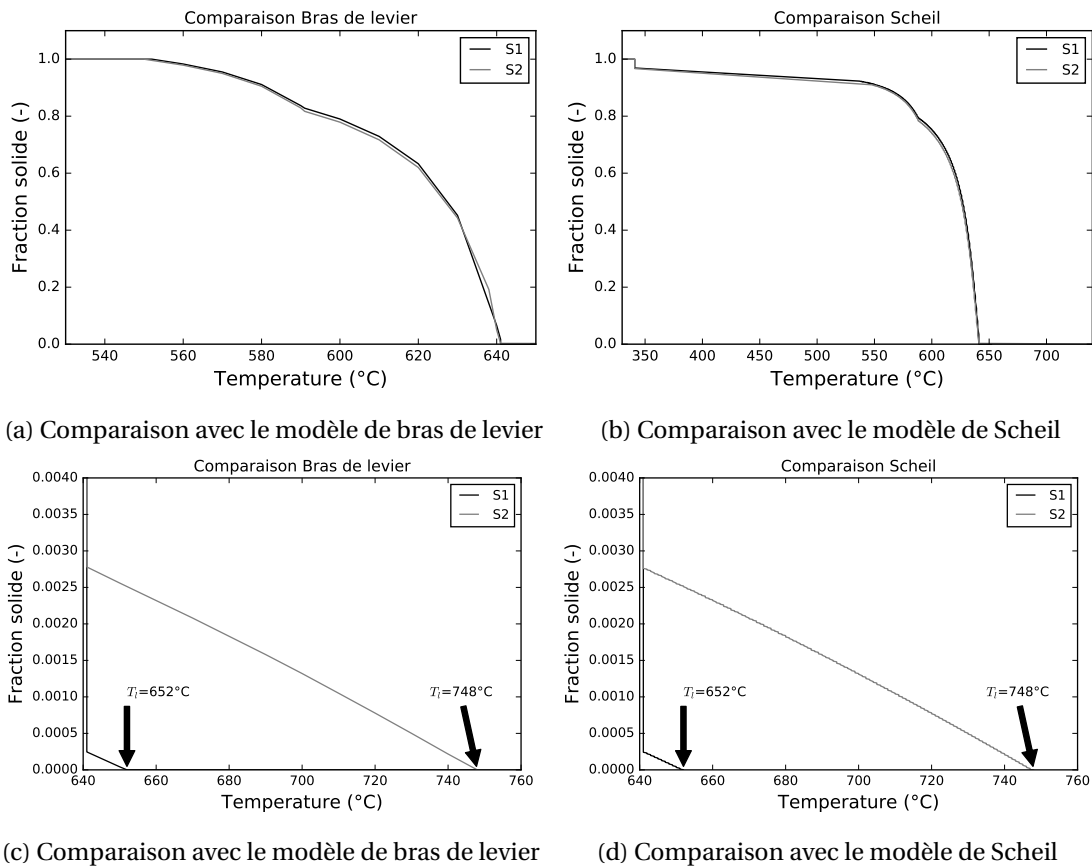 Comparaison Bras de levier
Fraction solide (-)
1.0
0.8
0.6
0.4
0.2
0.0
S1
S2
540 560 580 600 620 640
Temperature (°C)
(a) Comparaison avec le modèle de bras de levier
Comparaison Scheil
Fraction solide (-)
1.0
0.8
0.6
0.4
0.2
0.0
S1
S2
350 400 450 500 550 600 650 700
Temperature (°C)
(b) Comparaison avec le modèle de Scheil
Comparaison Bras de levier
Fraction solide (-)
0.0040
0.0035
0.0030
0.0025
0.0020
0.0015
0.0010
0.0005
0.0000
S1
S2
T_l=652°C
T_l=748°C
640 660 680 700 720 740 760
Temperature (°C)
(c) Comparaison avec le modèle de bras de levier
Comparaison Scheil
Fraction solide (-)
0.0040
0.0035
0.0030
0.0025
0.0020
0.0015
0.0010
0.0005
0.0000
S1
S2
T_l=652°C
T_l=748°C
640 660 680 700 720 740 760
Temperature (°C)
(d) Comparaison avec le modèle de Scheil